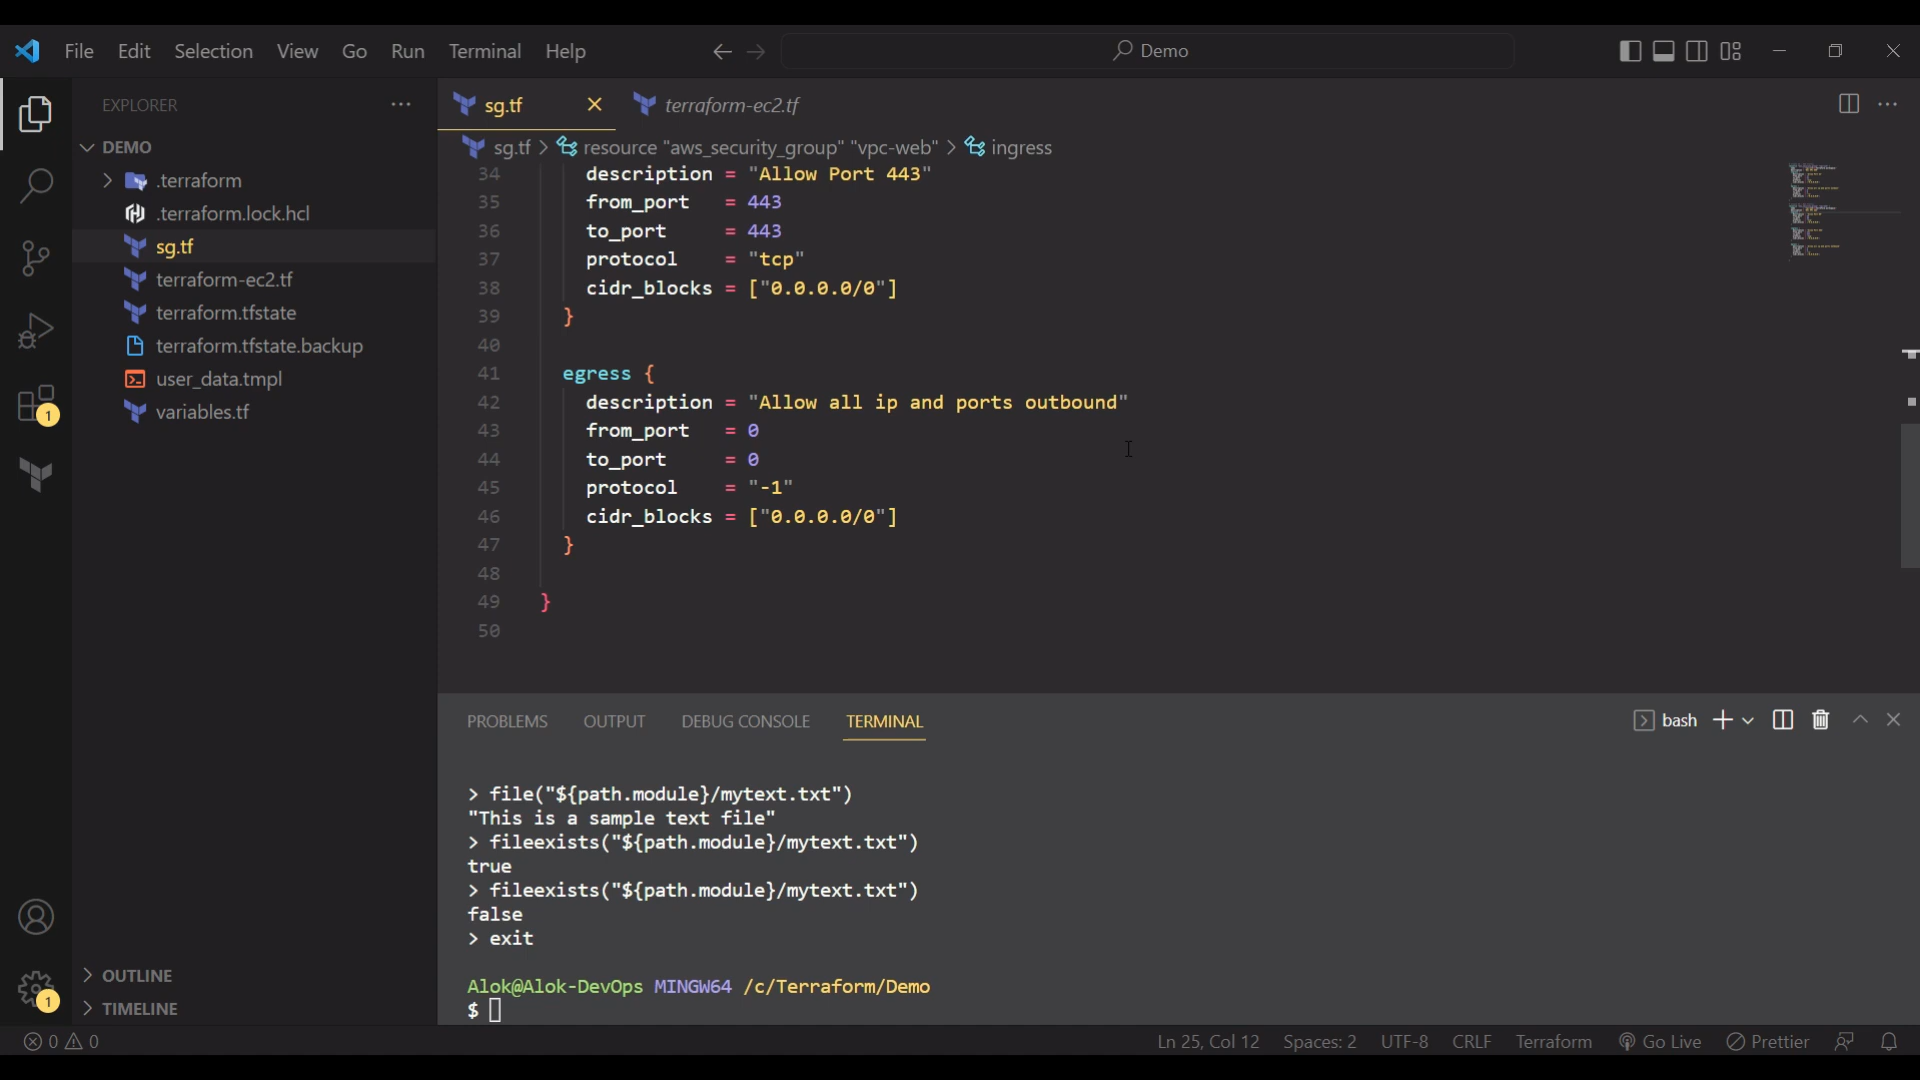 File Edit Selection View Go Run Terminal Help
Demo
EXPLORER
DEMO
.terraform
.terraform.lock.hcl
sg.tf
terraform-ec2.tf
terraform.tfstate
terraform.tfstate.backup
user_data.tmpl
variables.tf
OUTLINE
TIMELINE
1
1
sg.tf terraform-ec2.tf
sg.tf > resource "aws_security_group" "vpc-web" > ingress
34 description = "Allow Port 443"
35 from_port = 443
36 to_port = 443
37 protocol = "tcp"
38 cidr_blocks = ["0.0.0.0/0"]
39 }
40
41 egress {
42 description = "Allow all ip and ports outbound"
43 from_port = 0
44 to_port = 0
45 protocol = "-1"
46 cidr_blocks = ["0.0.0.0/0"]
47 }
48
49 }
50
PROBLEMS OUTPUT DEBUG CONSOLE TERMINAL
bash
> file("${path.module}/mytext.txt")
"This is a sample text file"
> fileexists("${path.module}/mytext.txt")
true
> fileexists("${path.module}/mytext.txt")
false
> exit
Alok@Alok-DevOps MINGW64 /c/Terraform/Demo
$
0 0 Ln 25, Col 12 Spaces: 2 UTF-8 CRLF Terraform Go Live Prettier